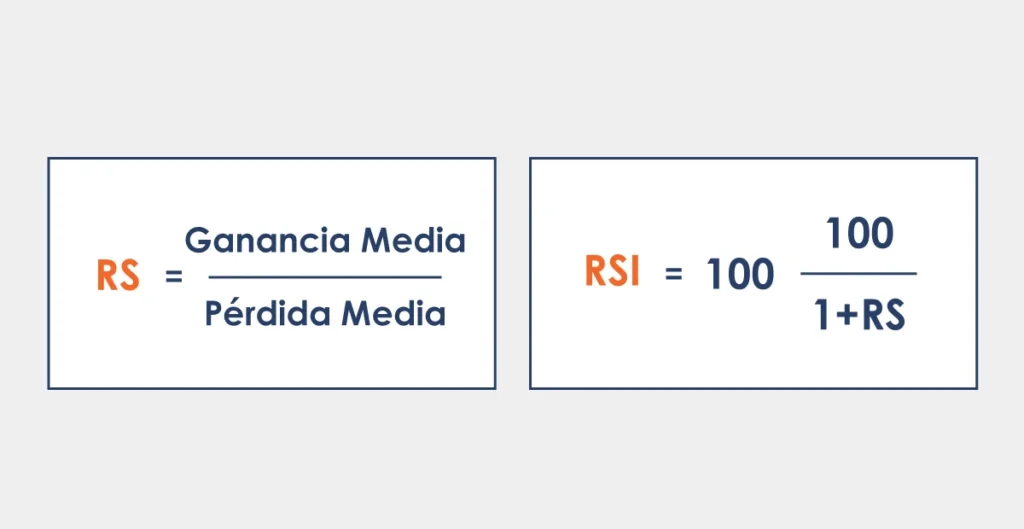 RS = Ganancia Media
Pérdida Media
RSI = 100 100
1+RS